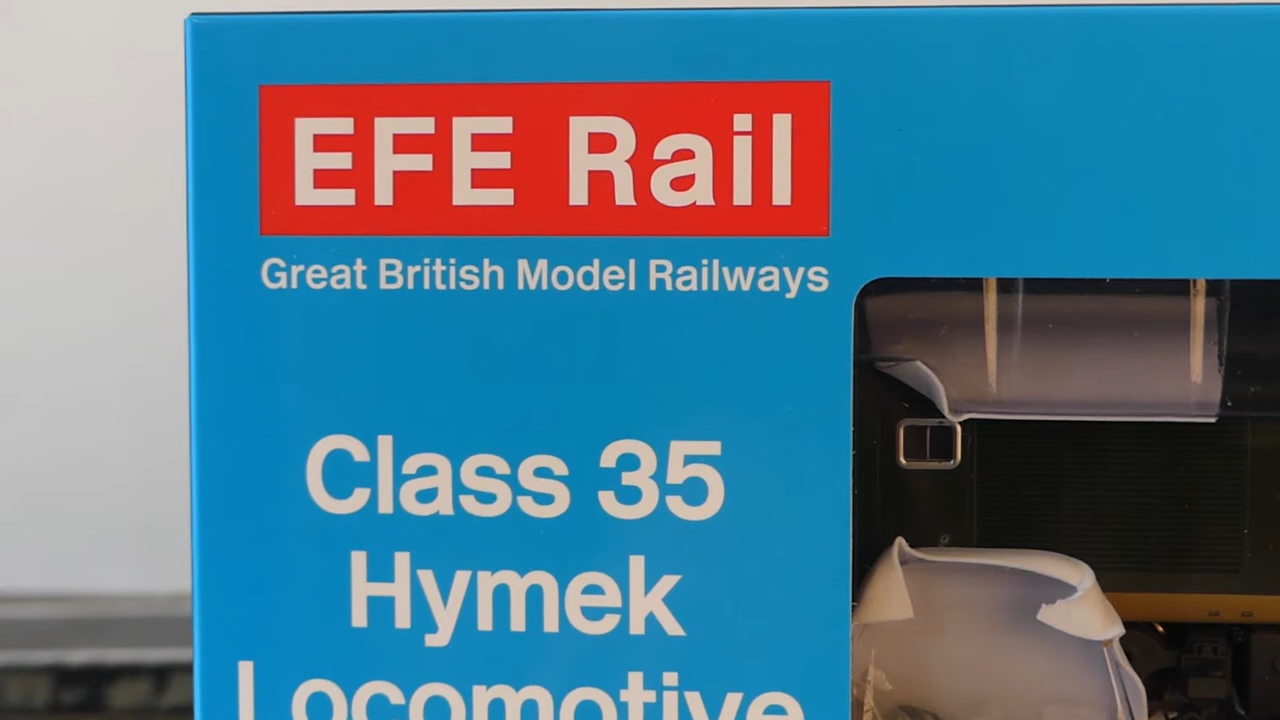 EFE Rail
Great British Model Railways
Class 35
Hymek
Locomotive